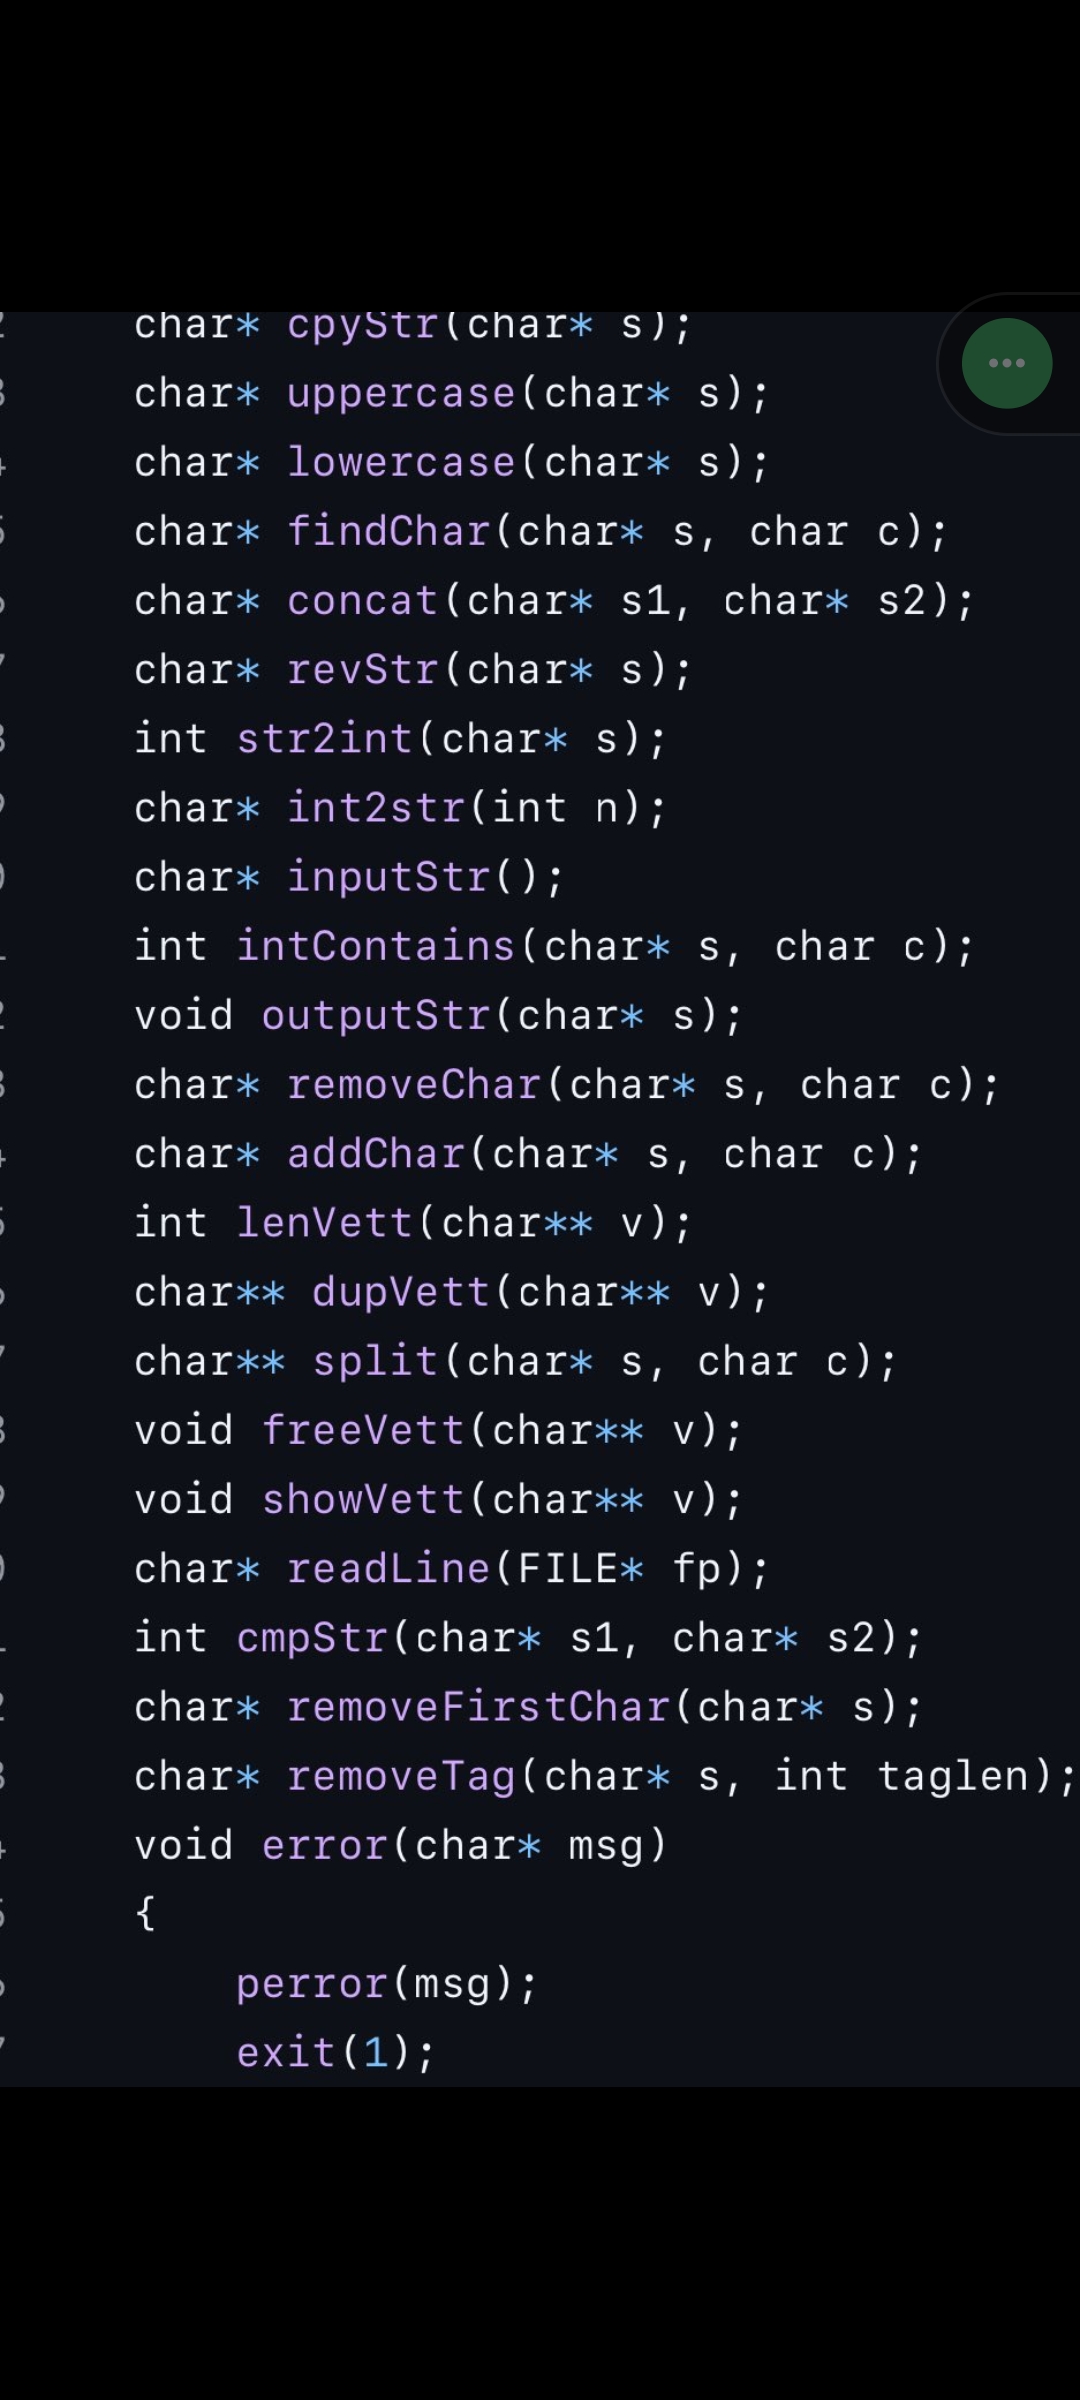 char* cpyStr(char* s);
char* uppercase(char* s);
char* lowercase(char* s);
char* findChar(char* s, char c);
char* concat(char* s1, char* s2);
char* revStr(char* s);
int str2int(char* s);
char* int2str(int n);
char* inputStr();
int intContains(char* s, char c);
void outputStr(char* s);
char* removeChar(char* s, char c);
char* addChar(char* s, char c);
int lenVett(char** v);
char** dupVett(char** v);
char** split(char* s, char c);
void freeVett(char** v);
void showVett(char** v);
char* readLine(FILE* fp);
int cmpStr(char* s1, char* s2);
char* removeFirstChar(char* s);
char* removeTag(char* s, int taglen);
void error(char* msg)
{
perror(msg);
exit(1);